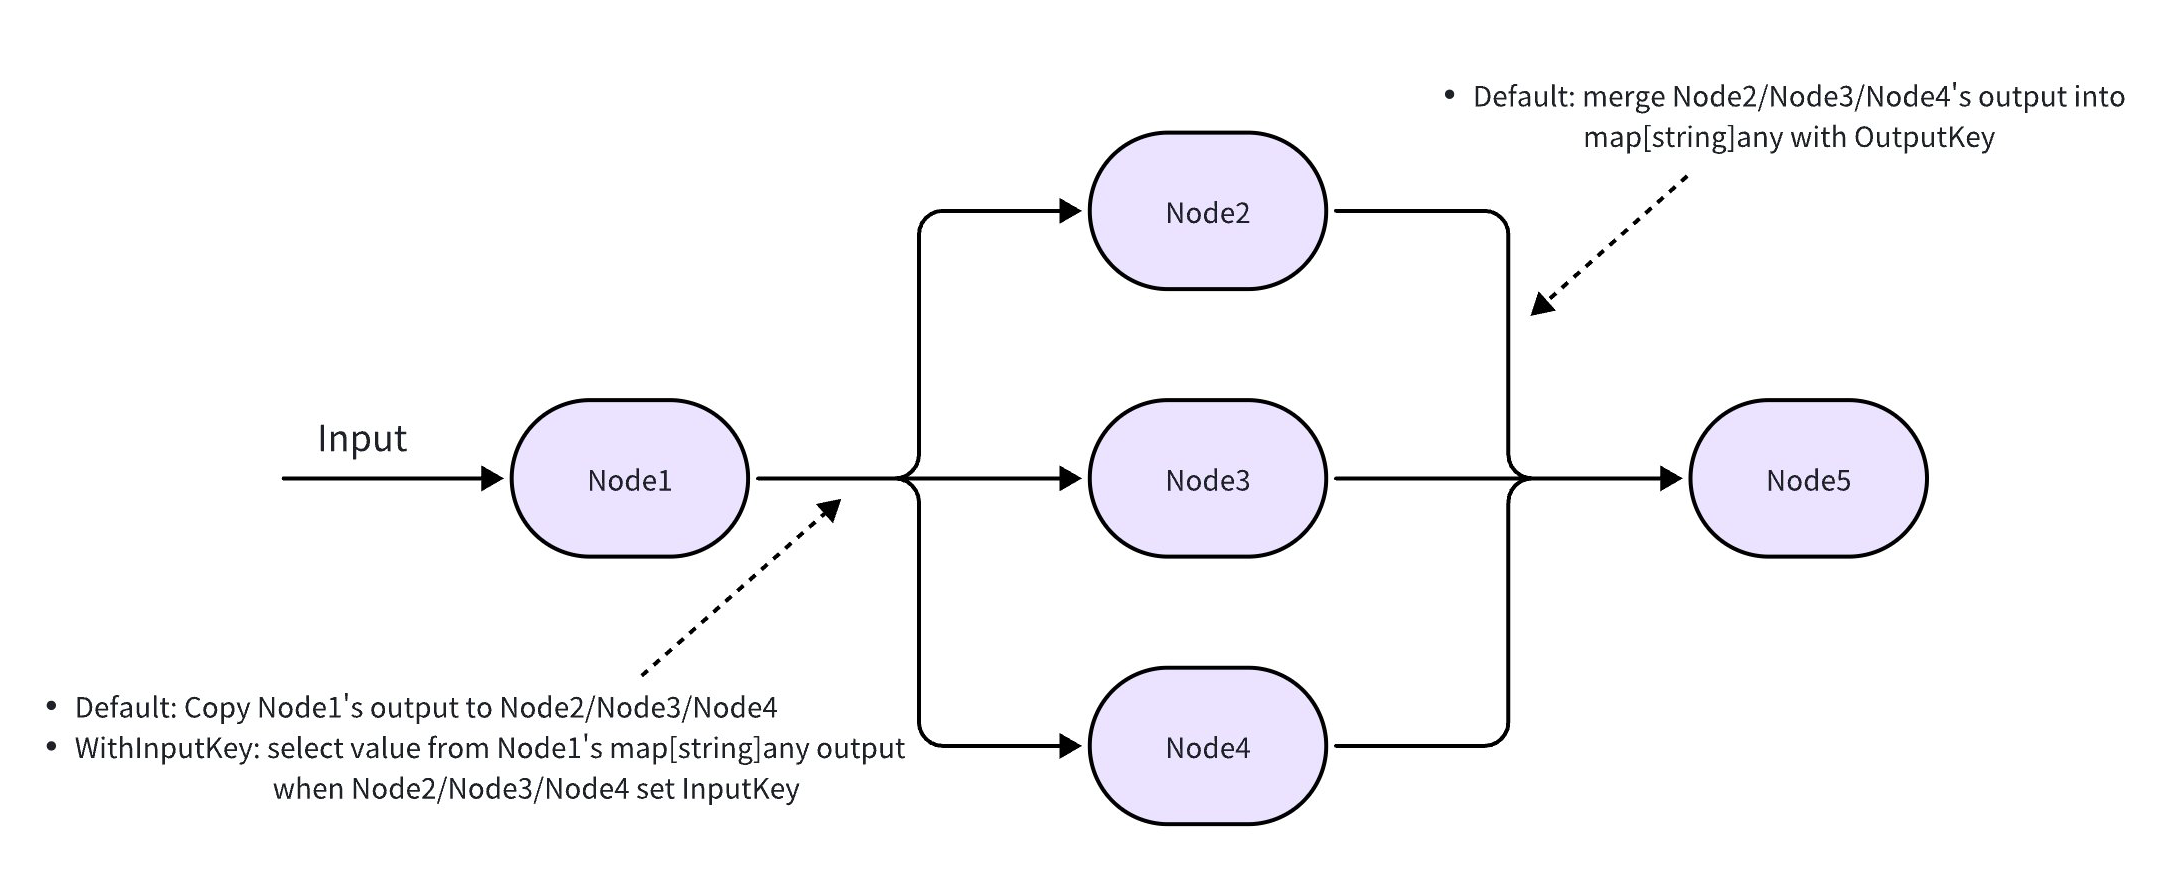 • Default: merge Node2/Node3/Node4's output into
map[string]any with OutputKey
Node2
Input
Node1
Node3
Node5
• Default: Copy Node1's output to Node2/Node3/Node4
• WithInputKey: select value from Node1's map[string]any output
when Node2/Node3/Node4 set InputKey
Node4